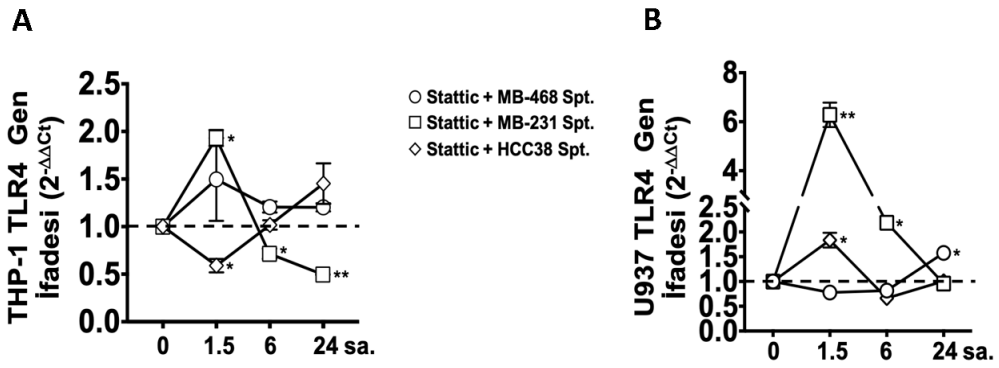 A
THP-1 TLR4 Gen
İfadesi (2-ΔΔCt)
2.5
2.0
1.5
1.0
0.5
0.0
*
*
*
**
0 1.5 6 24 sa.
Stattic + MB-468 Spt.
Stattic + MB-231 Spt.
Stattic + HCC38 Spt.
B
U937 TLR4 Gen
İfadesi (2-ΔΔCt)
8
6
4
2.5
2.0
1.5
1.0
0.5
0.0
**
*
*
*
0 1.5 6 24 sa.